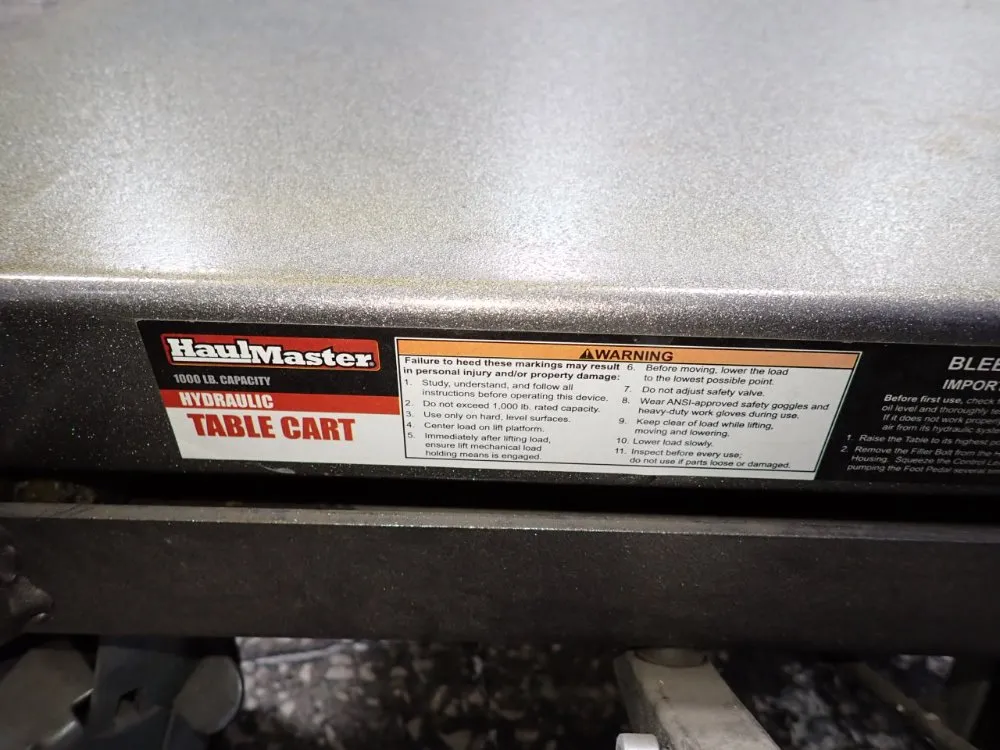 HaulMaster.
1000 LB. CAPACITY
HYDRAULIC
TABLE CART
WARNING
Failure to heed these markings may result
in personal injury and/or property damage:
1. Study, understand, and follow all
instructions before operating this device.
2. Do not exceed 1,000 lb. rated capacity.
3. Use only on hard, level surfaces.
4. Center load on lift platform.
5. Immediately after lifting load,
ensure lift mechanical load
holding means is engaged.
6. Before moving, lower the load
to the lowest possible point.
7. Do not adjust safety valve.
8. Wear ANSI-approved safety goggles and
heavy-duty work gloves during use.
9. Keep clear of load while lifting,
moving and lowering.
10. Lower load slowly.
11. Inspect before every use;
do not use if parts loose or damaged.
BLEE
IMPOR
Before first use, check
oil level and thoroughly
If it does not work
air from its hydraulic
1. Raise the Table to its highest
2. Remove the Filler Bolt from the
Housing. Squeeze the Control
pumping the Foot Pedal several